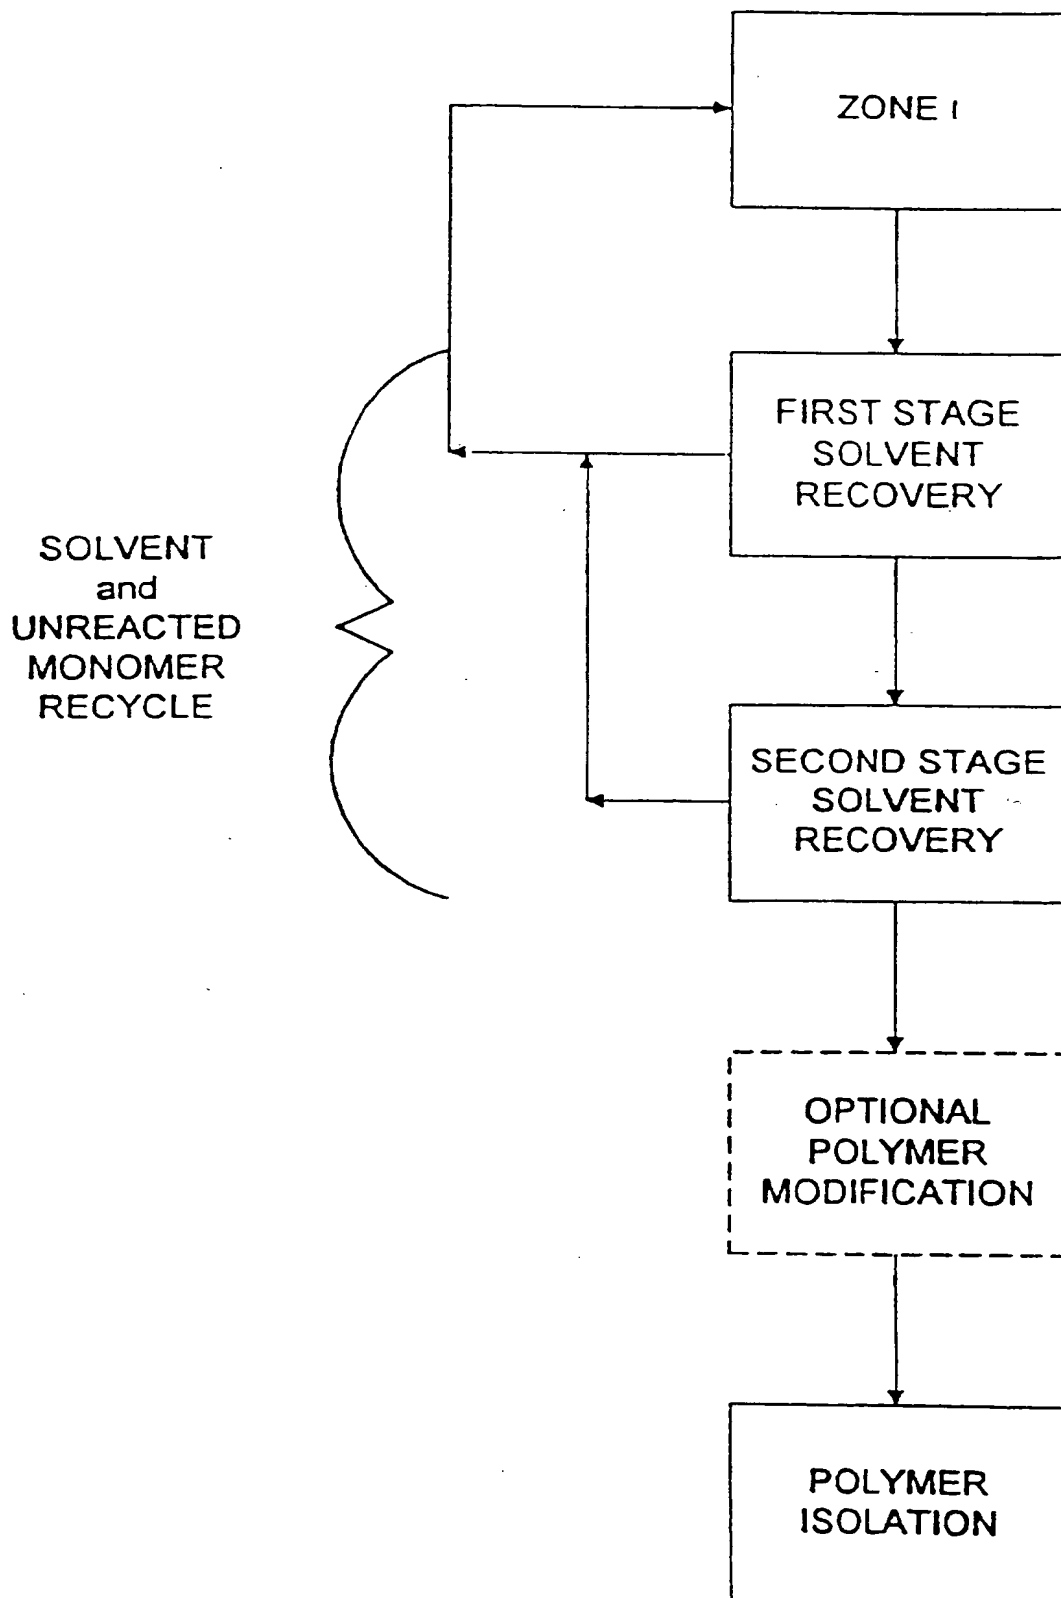 ZONE I
FIRST STAGE
SOLVENT
RECOVERY
SOLVENT
and
UNREACTED
MONOMER
RECYCLE
SECOND STAGE
SOLVENT
RECOVERY
OPTIONAL
POLYMER
MODIFICATION
POLYMER
ISOLATION